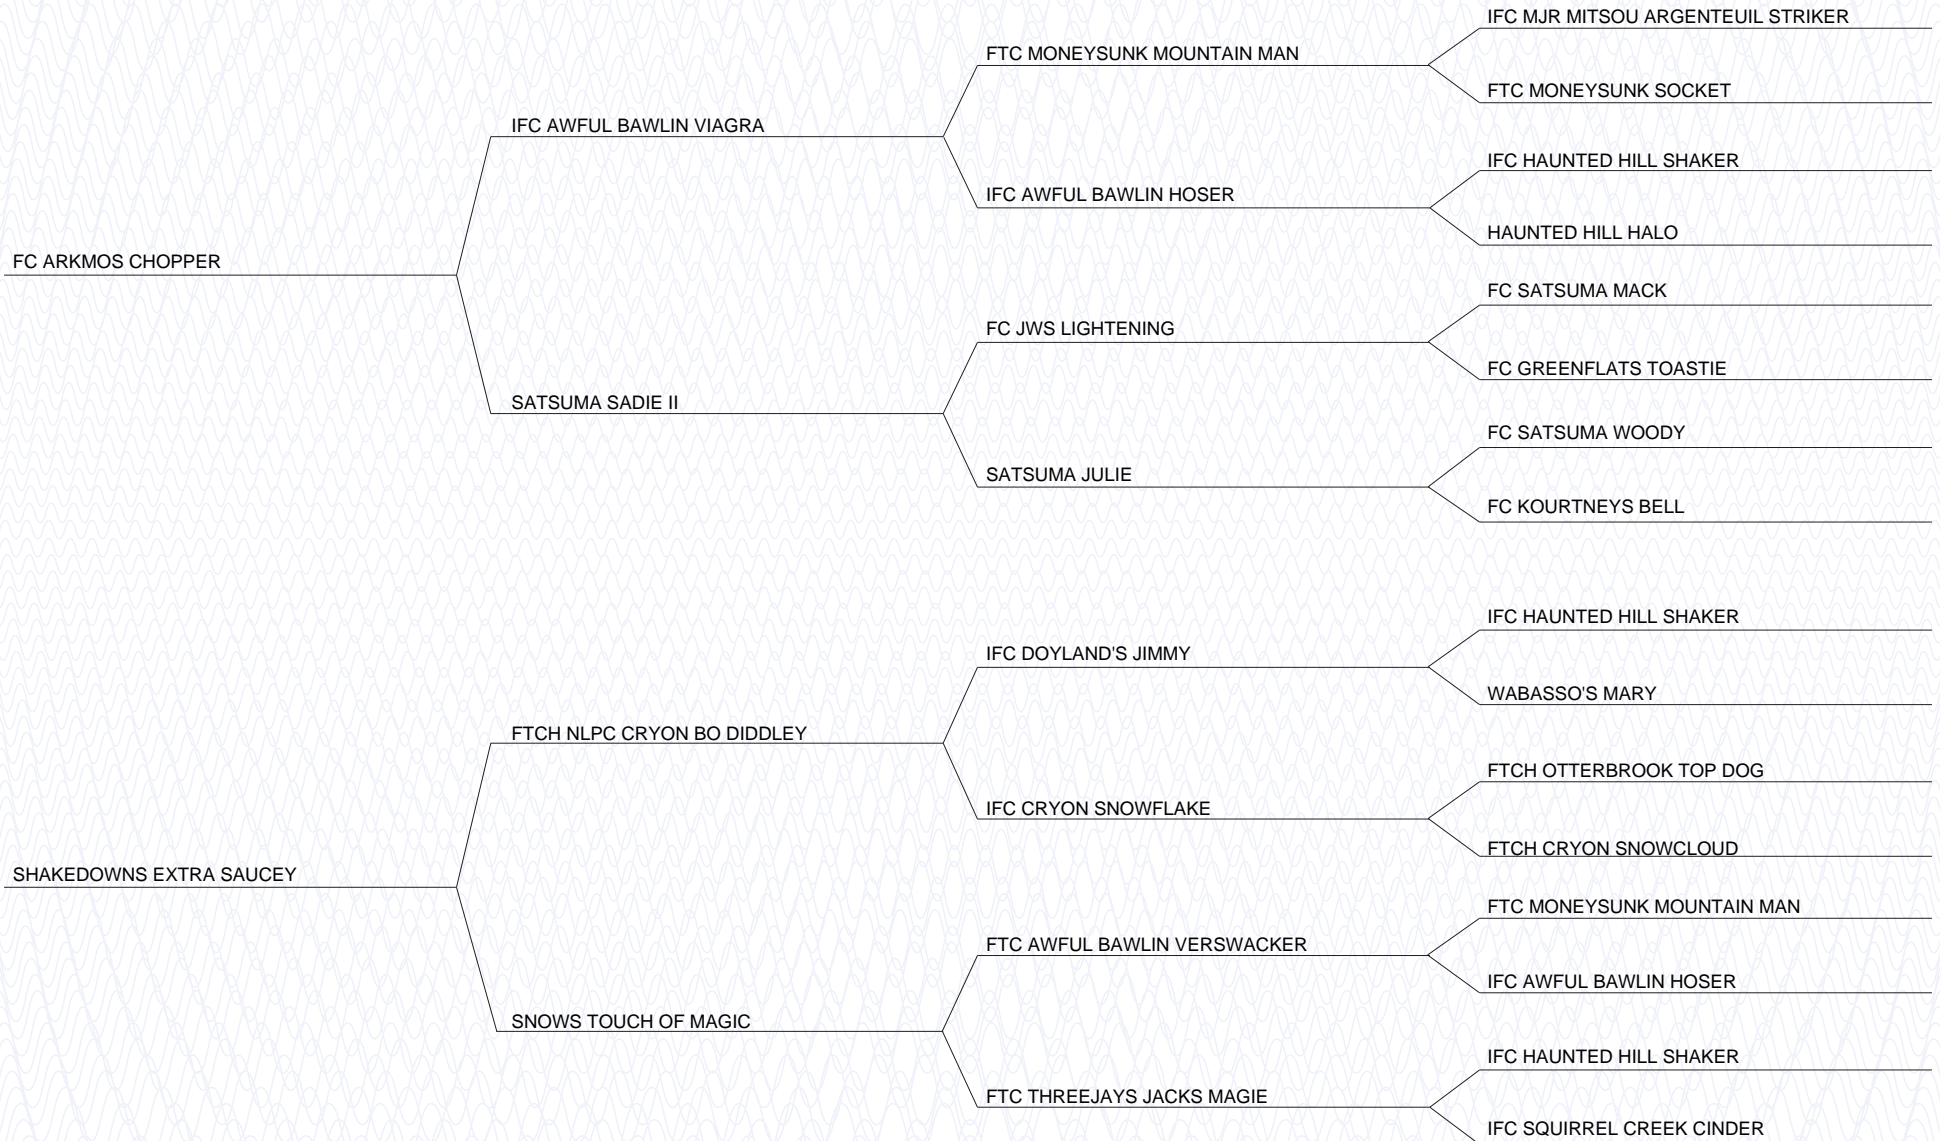 IFC MJR MITSOU ARGENTEUIL STRIKER
FTC MONEYSUNK MOUNTAIN MAN
FTC MONEYSUNK SOCKET
IFC AWFUL BAWLIN VIAGRA
IFC HAUNTED HILL SHAKER
IFC AWFUL BAWLIN HOSER
HAUNTED HILL HALO
FC ARKMOS CHOPPER
FC SATSUMA MACK
FC JWS LIGHTENING
FC GREENFLATS TOASTIE
SATSUMA SADIE II
FC SATSUMA WOODY
SATSUMA JULIE
FC KOURTNEYS BELL
IFC HAUNTED HILL SHAKER
IFC DOYLAND'S JIMMY
WABASSO'S MARY
FTCH NLPC CRYON BO DIDDLEY
FTCH OTTERBROOK TOP DOG
IFC CRYON SNOWFLAKE
FTCH CRYON SNOWCLOUD
SHAKEDOWNS EXTRA SAUCEY
FTC MONEYSUNK MOUNTAIN MAN
FTC AWFUL BAWLIN VERSWACKER
IFC AWFUL BAWLIN HOSER
SNOWS TOUCH OF MAGIC
IFC HAUNTED HILL SHAKER
FTC THREEJAYS JACKS MAGIE
IFC SQUIRREL CREEK CINDER